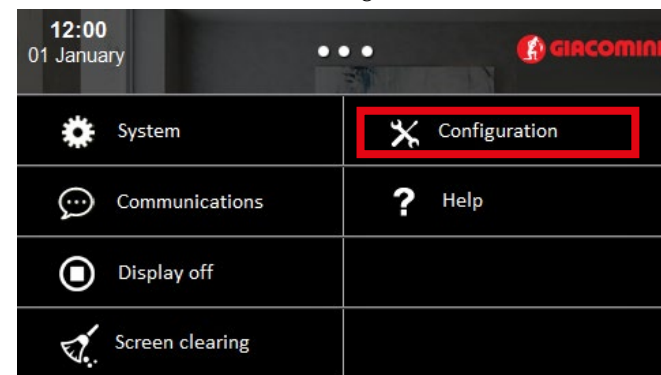 12:00
01 January
GIACOMINI
System
Configuration
Communications
? Help
Display off
Screen clearing